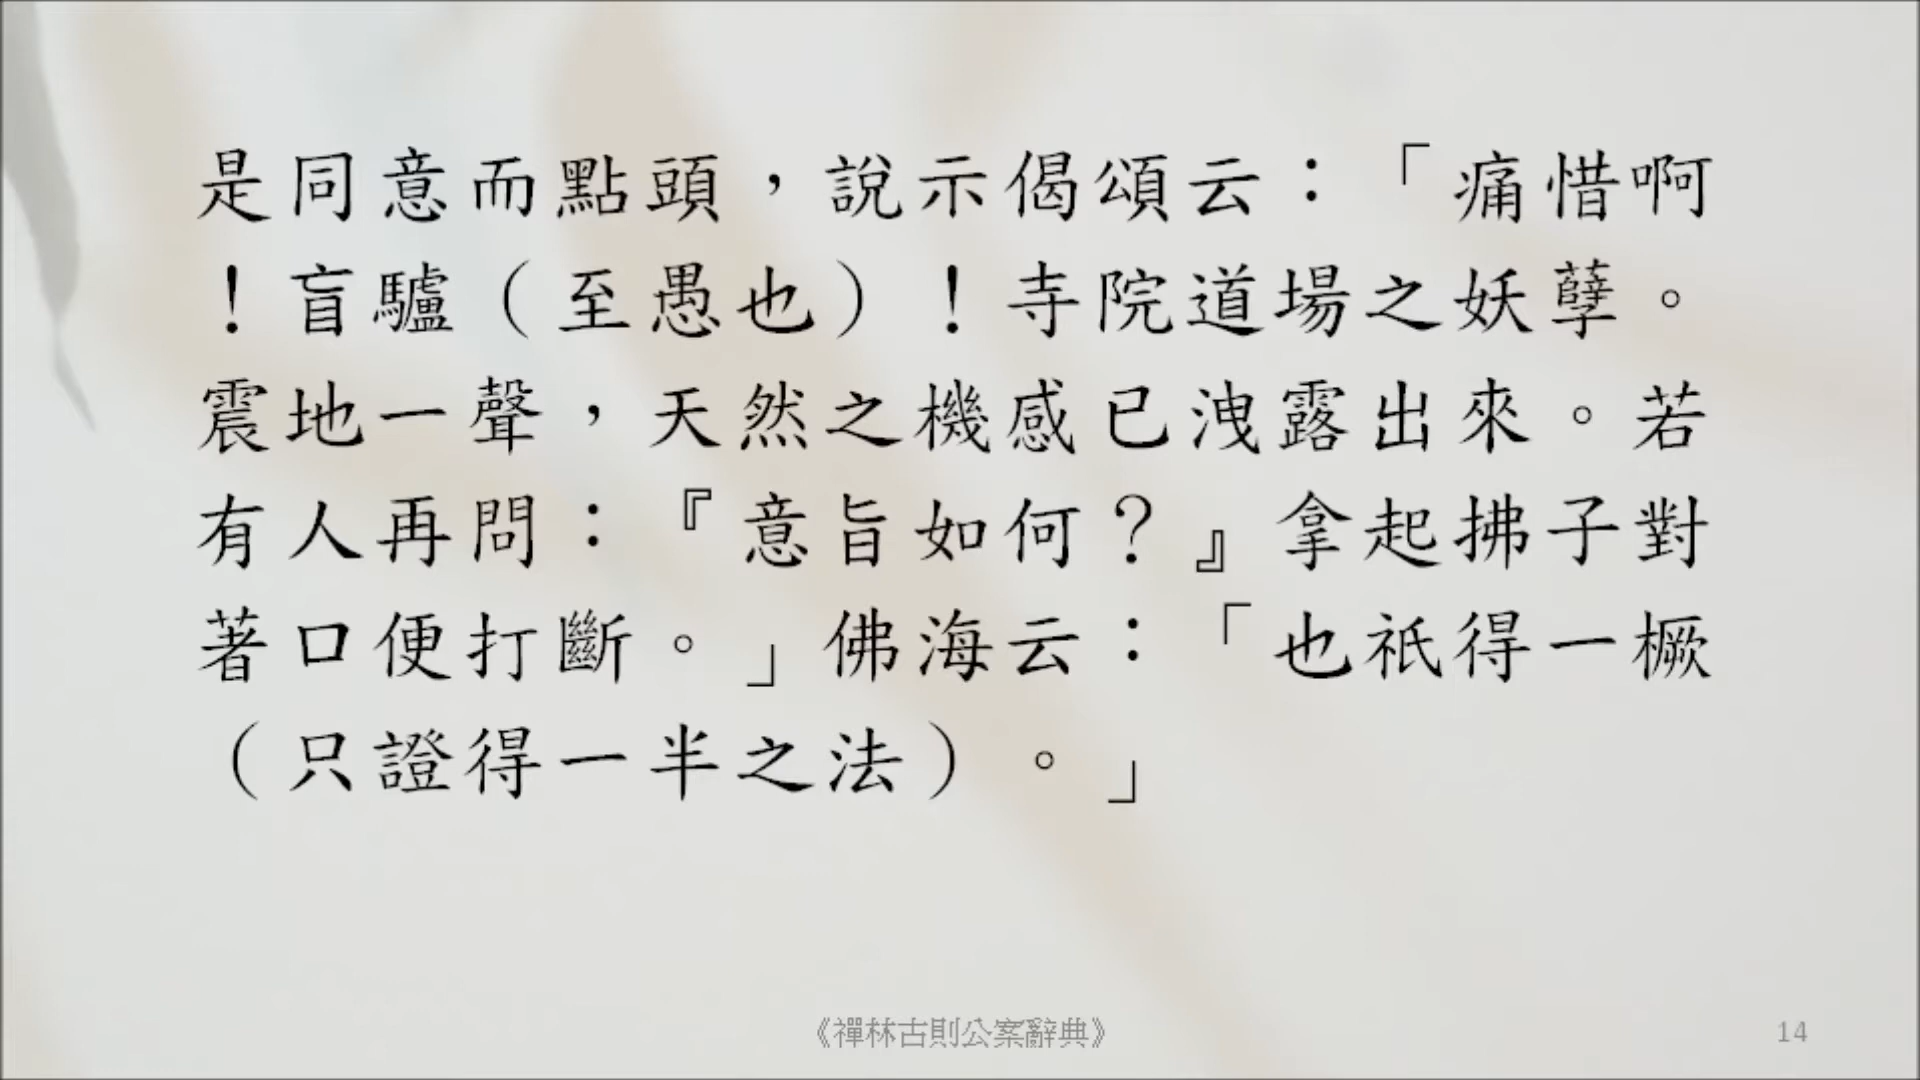 是同意而點頭，說示偈頌云：「痛惜啊
！盲驢（至愚也）！寺院道場之妖孽。
震地一聲，天然之機感已洩露出來。若
有人再問：『意旨如何？』拿起拂子對
著口便打斷。」佛海云：「也祇得一橛
（只證得一半之法）。」
《禪林古則公案辭典》
14